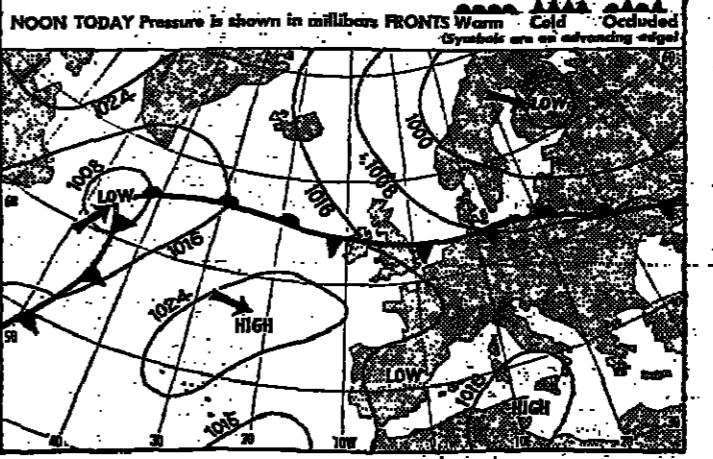 NOON TODAY Pressure is shown in millibars FRONTS Warm Cold Occluded
(Symbols are on advancing edge)
1024
1000
LOW
1008
1008
LOW
1016
1016
1024
HIGH
LOW
1016
HIGH
1016
40
30
20
10W